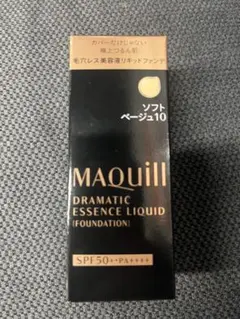 カバーだけじゃない
極上つるん肌
毛穴レス美容液リキッドファンデ
ソフト
ベージュ10
MAQuill
DRAMATIC
ESSENCE LIQUID
[FOUNDATION]
SPF50+・PA++++